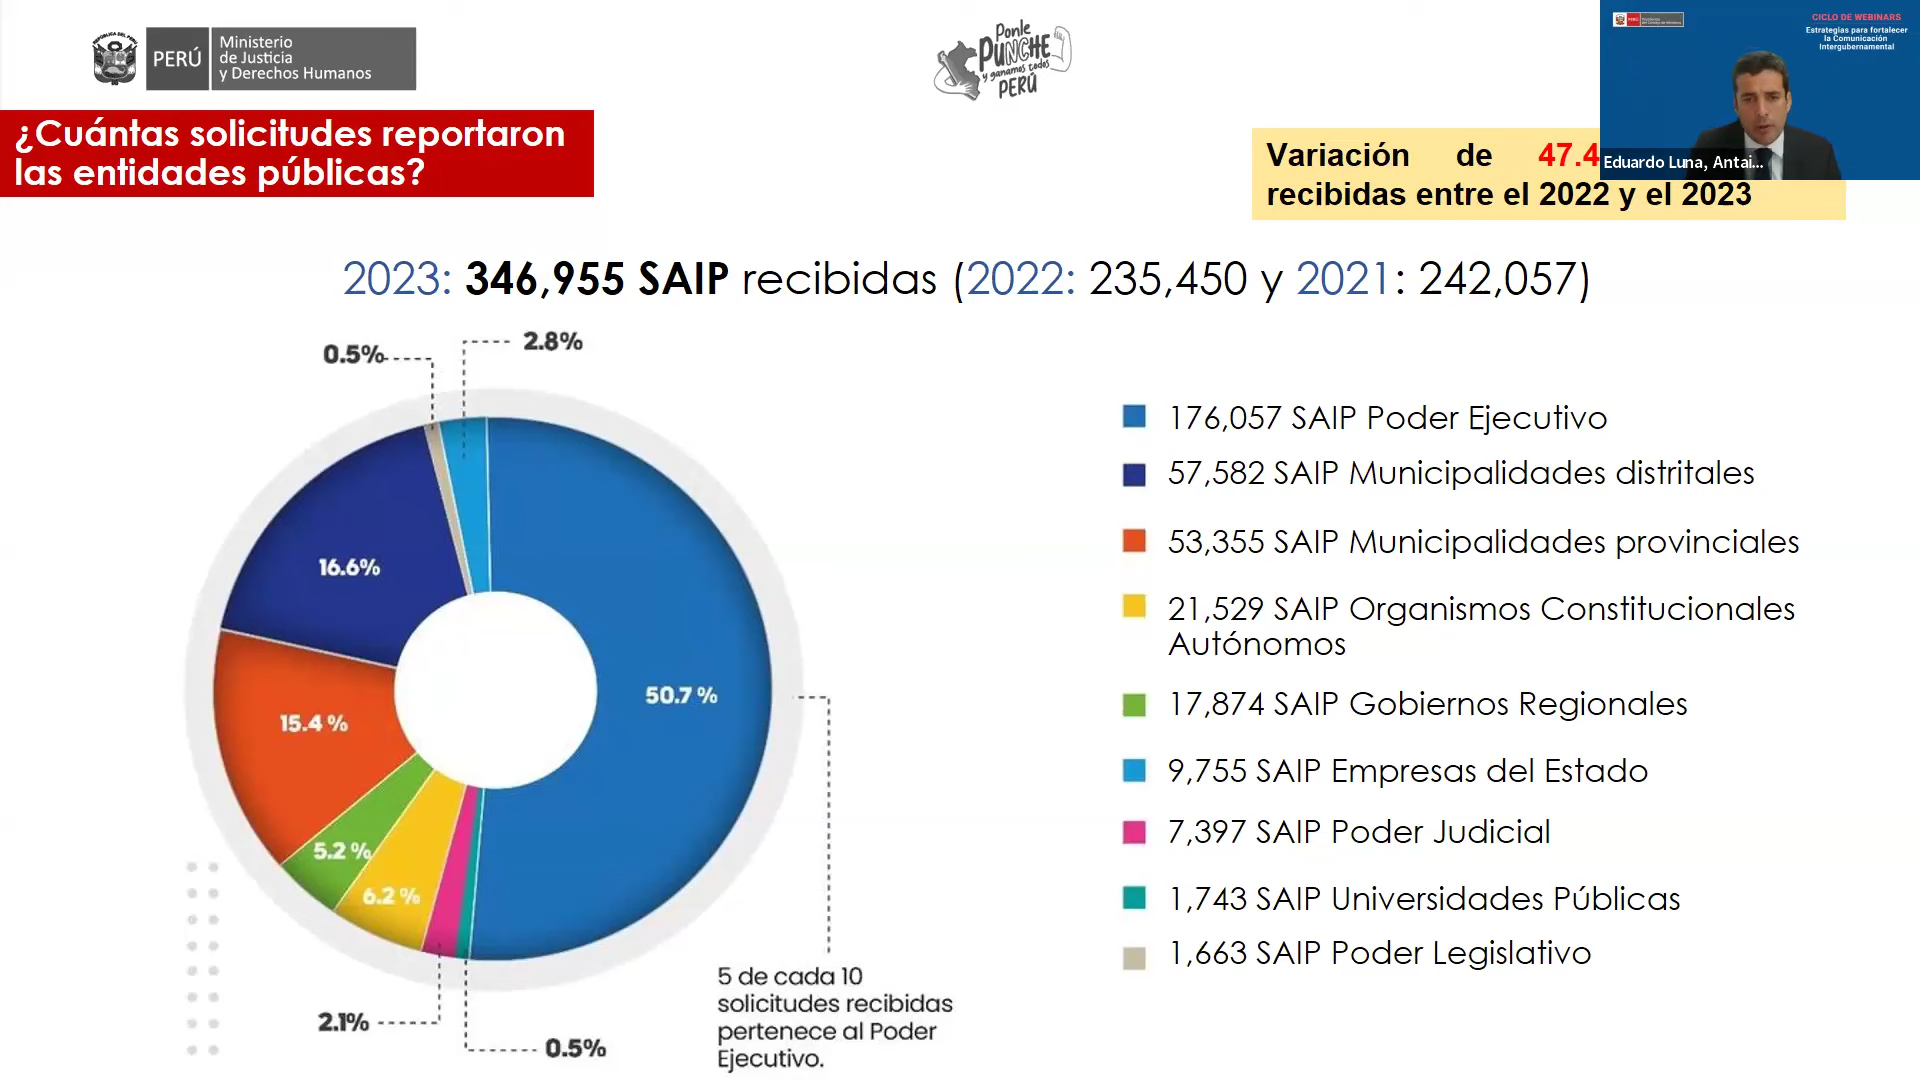 PERÚ
Ministerio
de Justicia
y Derechos Humanos
Ponle
PUNCHE
y ganamos todos
PERÚ
CICLO DE WEBINARS
Estrategias para fortalecer
la Comunicación
Intergubernamental
Eduardo Luna, Antai...
¿Cuántas solicitudes reportaron
las entidades públicas?
Variación de 47.4
recibidas entre el 2022 y el 2023
2023: 346,955 SAIP recibidas (2022: 235,450 y 2021: 242,057)
0.5%
2.8%
16.6%
50.7 %
15.4 %
5.2 %
6.2 %
2.1%
0.5%
5 de cada 10
solicitudes recibidas
pertenece al Poder
Ejecutivo.
176,057 SAIP Poder Ejecutivo
57,582 SAIP Municipalidades distritales
53,355 SAIP Municipalidades provinciales
21,529 SAIP Organismos Constitucionales
Autónomos
17,874 SAIP Gobiernos Regionales
9,755 SAIP Empresas del Estado
7,397 SAIP Poder Judicial
1,743 SAIP Universidades Públicas
1,663 SAIP Poder Legislativo